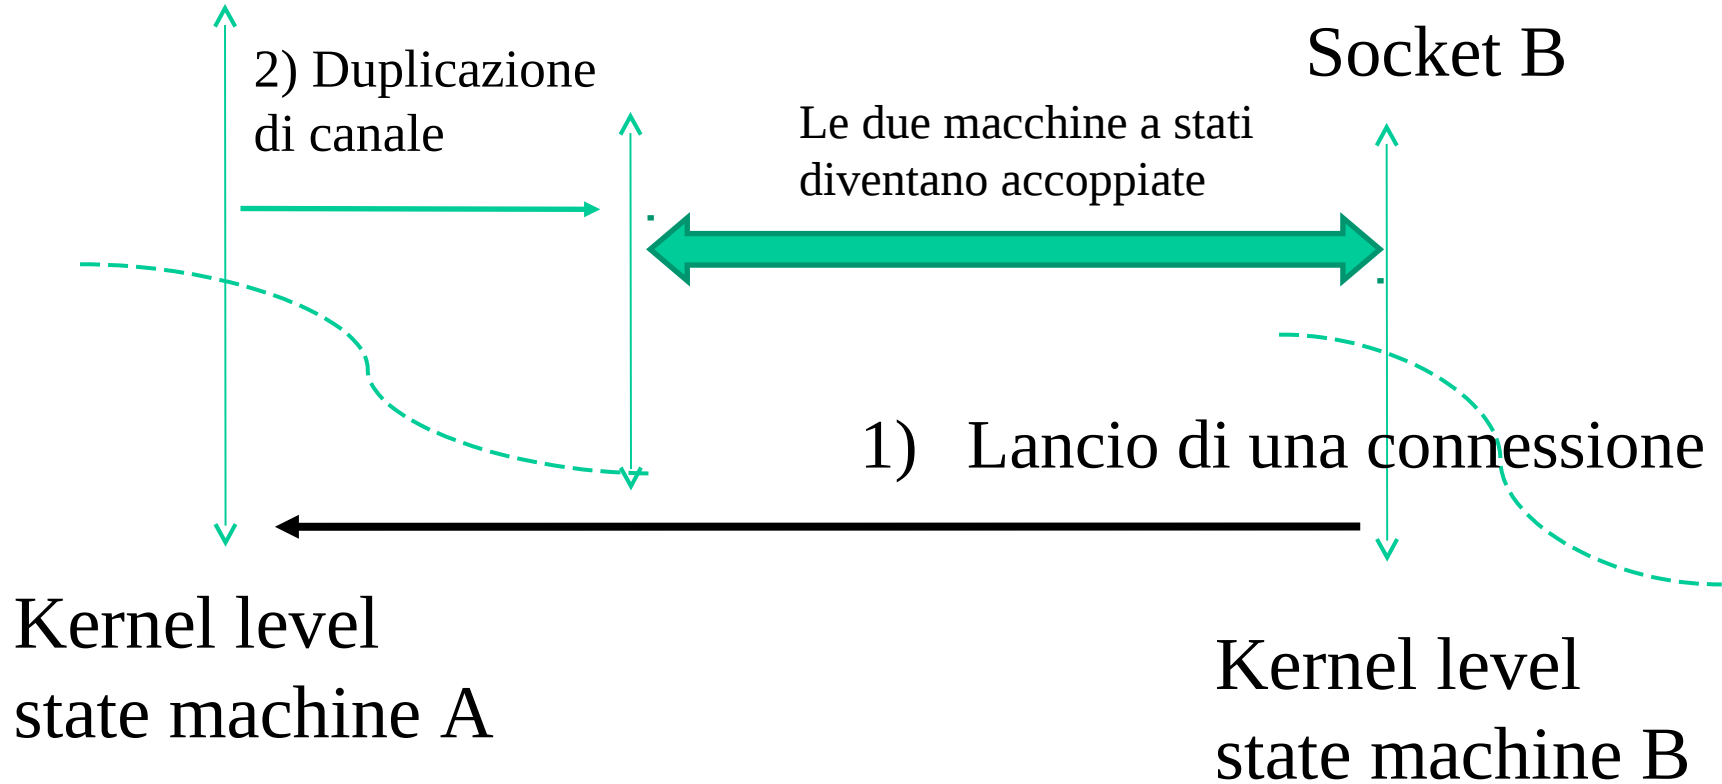 2) Duplicazione
di canale
Socket B
Le due macchine a stati
diventano accoppiate
1) Lancio di una connessione
Kernel level
state machine A
Kernel level
state machine B